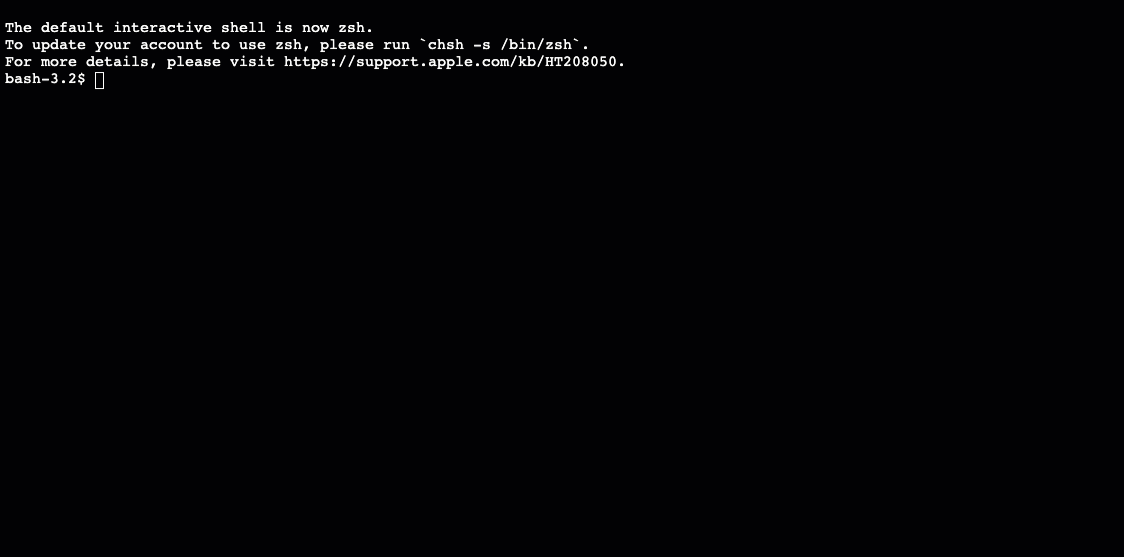 The default interactive shell is now zsh.
To update your account to use zsh, please run `chsh -s /bin/zsh`.
For more details, please visit https://support.apple.com/kb/HT208050.
bash-3.2$